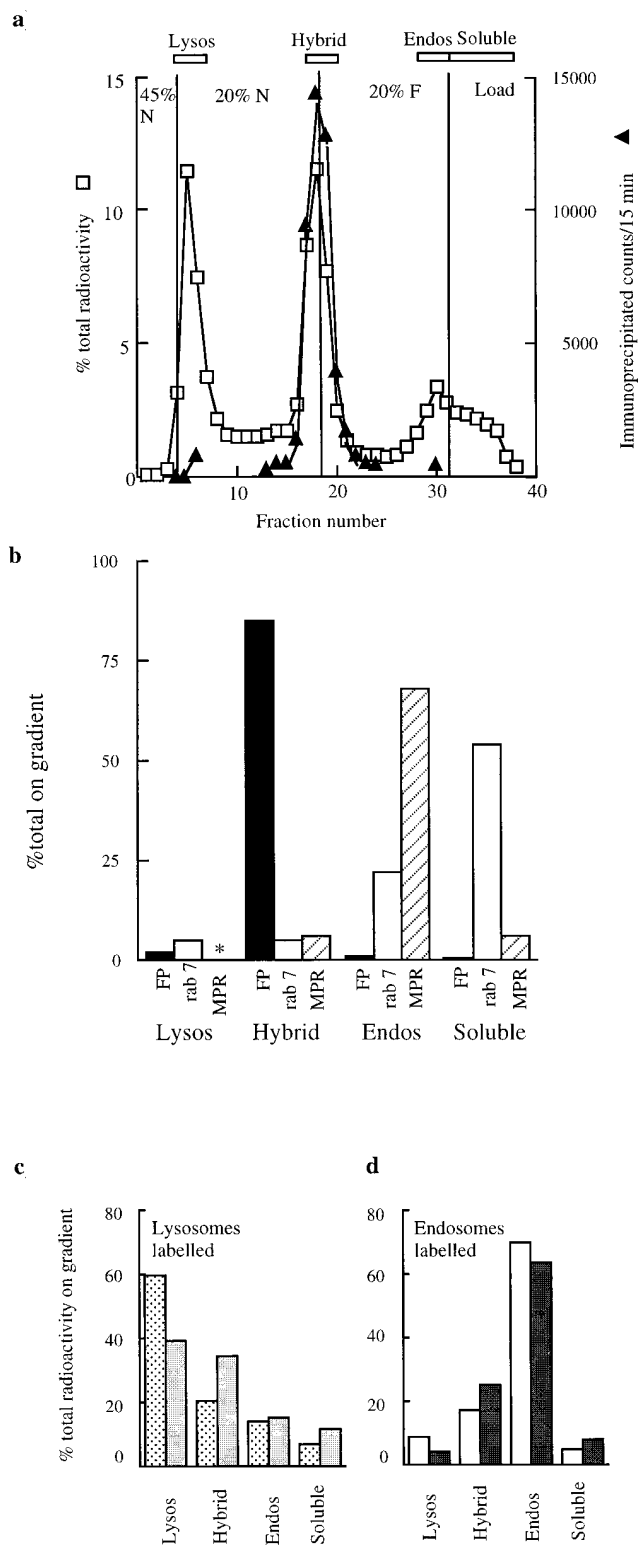 a
Lysos Hybrid Endos Soluble
15 15000
45% N 20% N 20% F Load
10 10000
5 5000
0 0
10 20 30 40
% total radioactivity
Immunoprecipitated counts/15 min
Fraction number
b
100
75
50
25
0
%total on gradient
*
FP rab 7 MPR FP rab 7 MPR FP rab 7 MPR FP rab 7 MPR
Lysos Hybrid Endos Soluble
c
d
80
60
40
20
0
% total radioactivity on gradient
Lysosomes
labelled
Lysos Hybrid Endos Soluble
80
60
40
20
0
Endosomes
labelled
Lysos Hybrid Endos Soluble